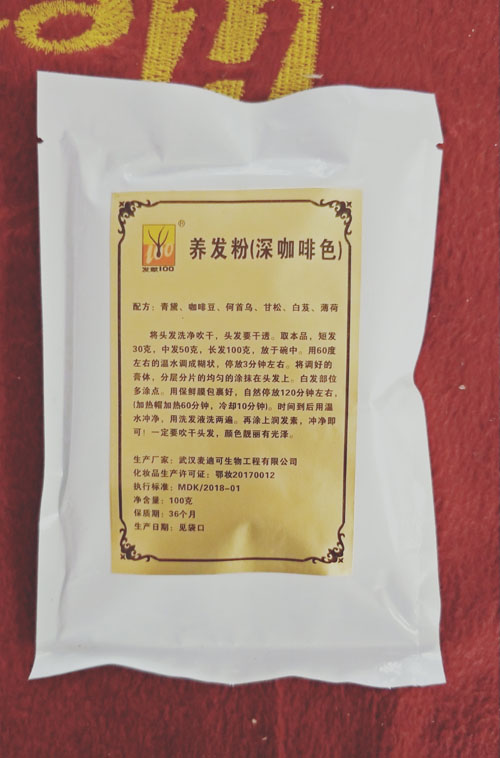 100
®
发歌100
养发粉(深咖啡色)
配方：青黛、咖啡豆、何首乌、甘松、白芨、薄荷
将头发洗净吹干，头发要干透。取本品，短发
30克，中发50克，长发100克，放于碗中。用60度
左右的温水调成糊状，停放3分钟左右。将调好的
膏体，分层分片的均匀的涂抹在头发上。白发部位
多涂点。用保鲜膜包裹好，自然停放120分钟左右，
(加热帽加热60分钟，冷却10分钟)。时间到后用温
水冲净。用洗发液洗两遍。再涂上润发素，冲净即
可！一定要吹干头发，颜色靓丽有光泽。
生产厂家：武汉麦迪可生物工程有限公司
化妆品生产许可证：鄂妆20170012
执行标准：MDK/2018-01
净含量：100克
保质期：36个月
生产日期：见袋口